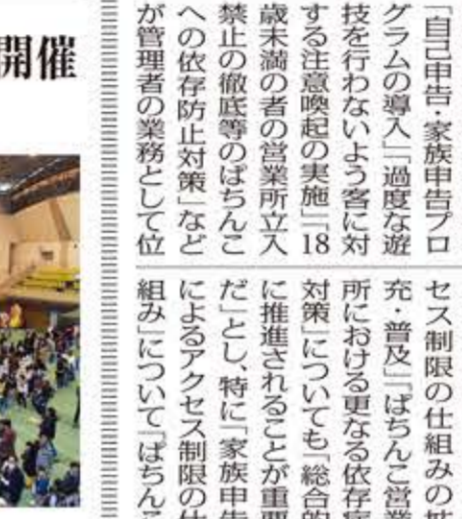 「自己申告・家族申告プロ
グラムの導入」「過度な遊
技を行わないよう客に対
する注意喚起の実施」「18
歳未満の者の営業所立入
禁止の徹底等のぱちんこ
への依存防止対策」など
が管理者の業務として位
セス制限の仕組みの拡
充・普及」「ぱちんこ営業
所における更なる依存症
対策」についても「総合的
に推進されることが重要
だ」とし、特に「家族申告
によるアクセス制限の仕
組み」について『ぱちんこ
開催